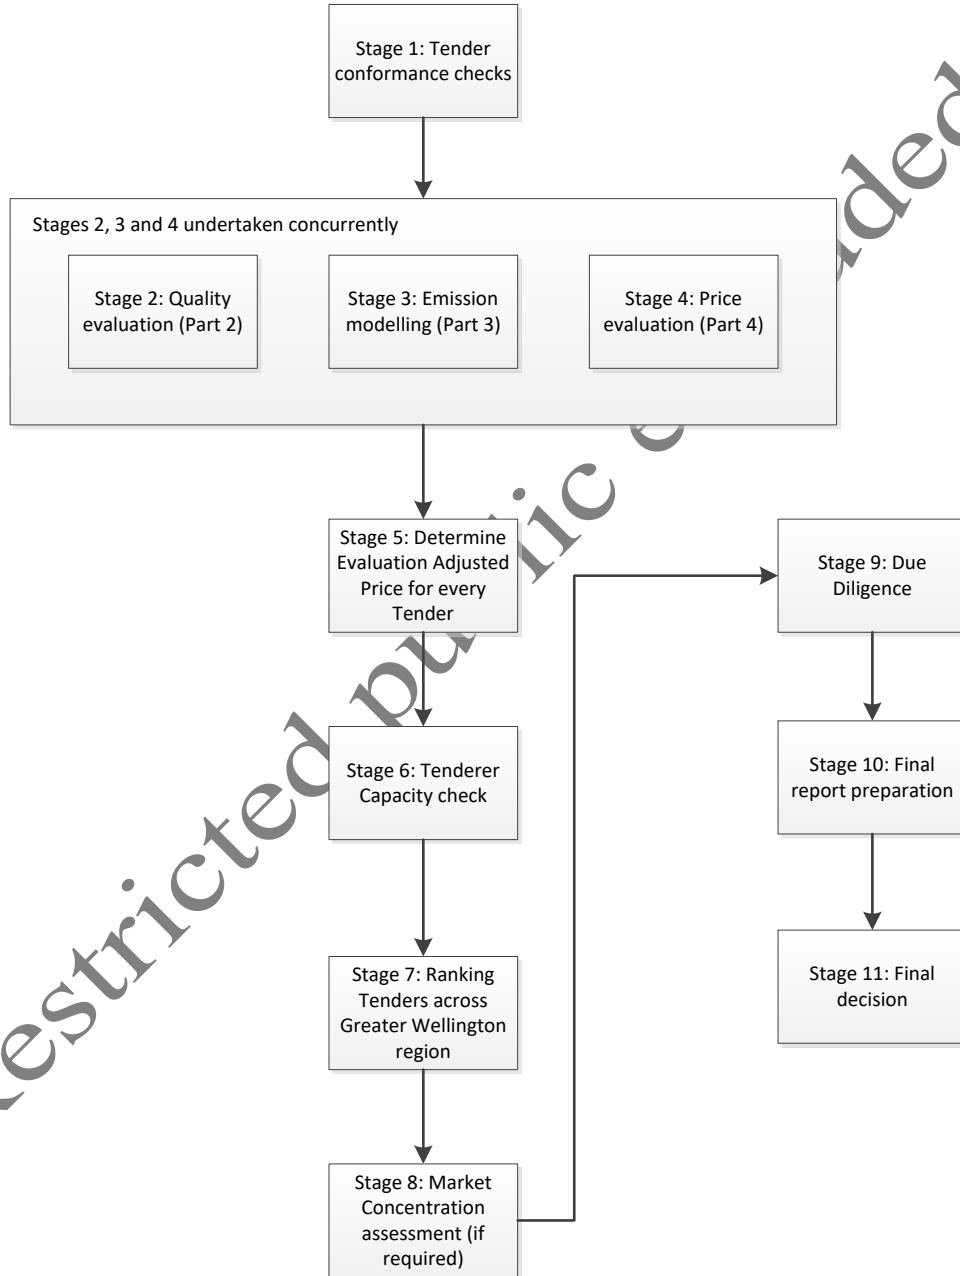 Stage 1: Tender
conformance checks
Stages 2, 3 and 4 undertaken concurrently
Stage 2: Quality
evaluation (Part 2)
Stage 3: Emission
modelling (Part 3)
Stage 4: Price
evaluation (Part 4)
Stage 5: Determine
Evaluation Adjusted
Price for every
Tender
Stage 6: Tenderer
Capacity check
Stage 7: Ranking
Tenders across
Greater Wellington
region
Stage 8: Market
Concentration
assessment (if
required)
Stage 9: Due
Diligence
Stage 10: Final
report preparation
Stage 11: Final
decision